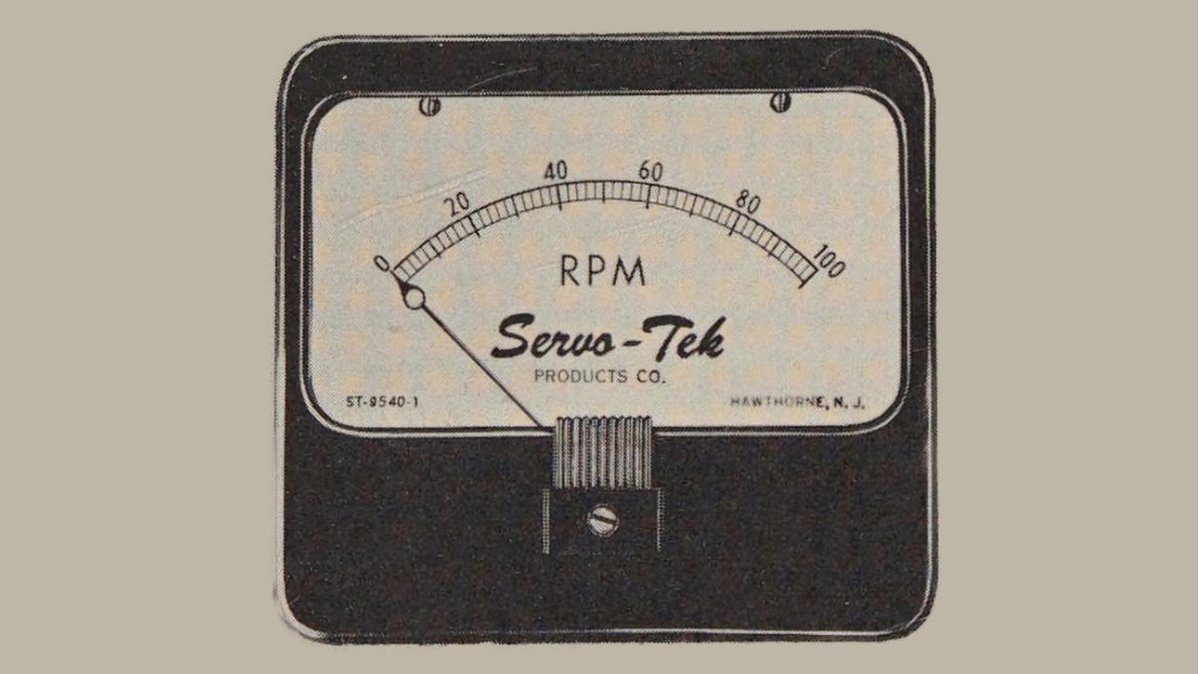 0 20 40 60 80 100
RPM
Servo-Tek
PRODUCTS CO.
ST-9540-1 HAWTHORNE, N. J.